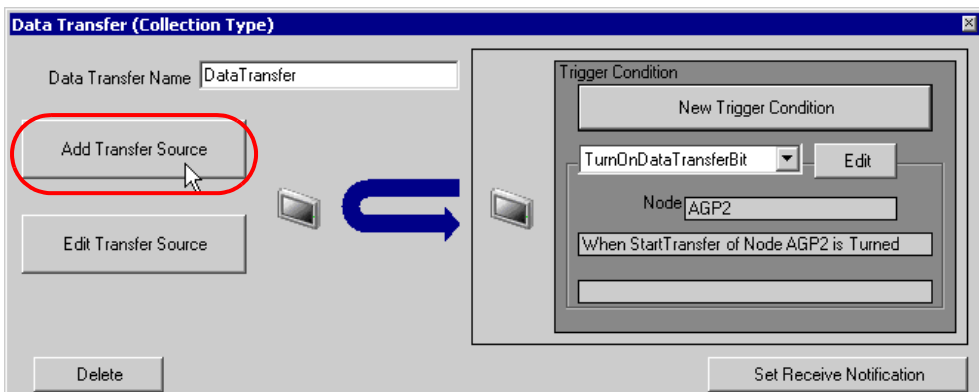 Data Transfer (Collection Type)
Data Transfer Name DataTransfer
Add Transfer Source
Edit Transfer Source
Trigger Condition
New Trigger Condition
TurnOnDataTransferBit Edit
Node AGP2
When StartTransfer of Node AGP2 is Turned
Delete
Set Receive Notification